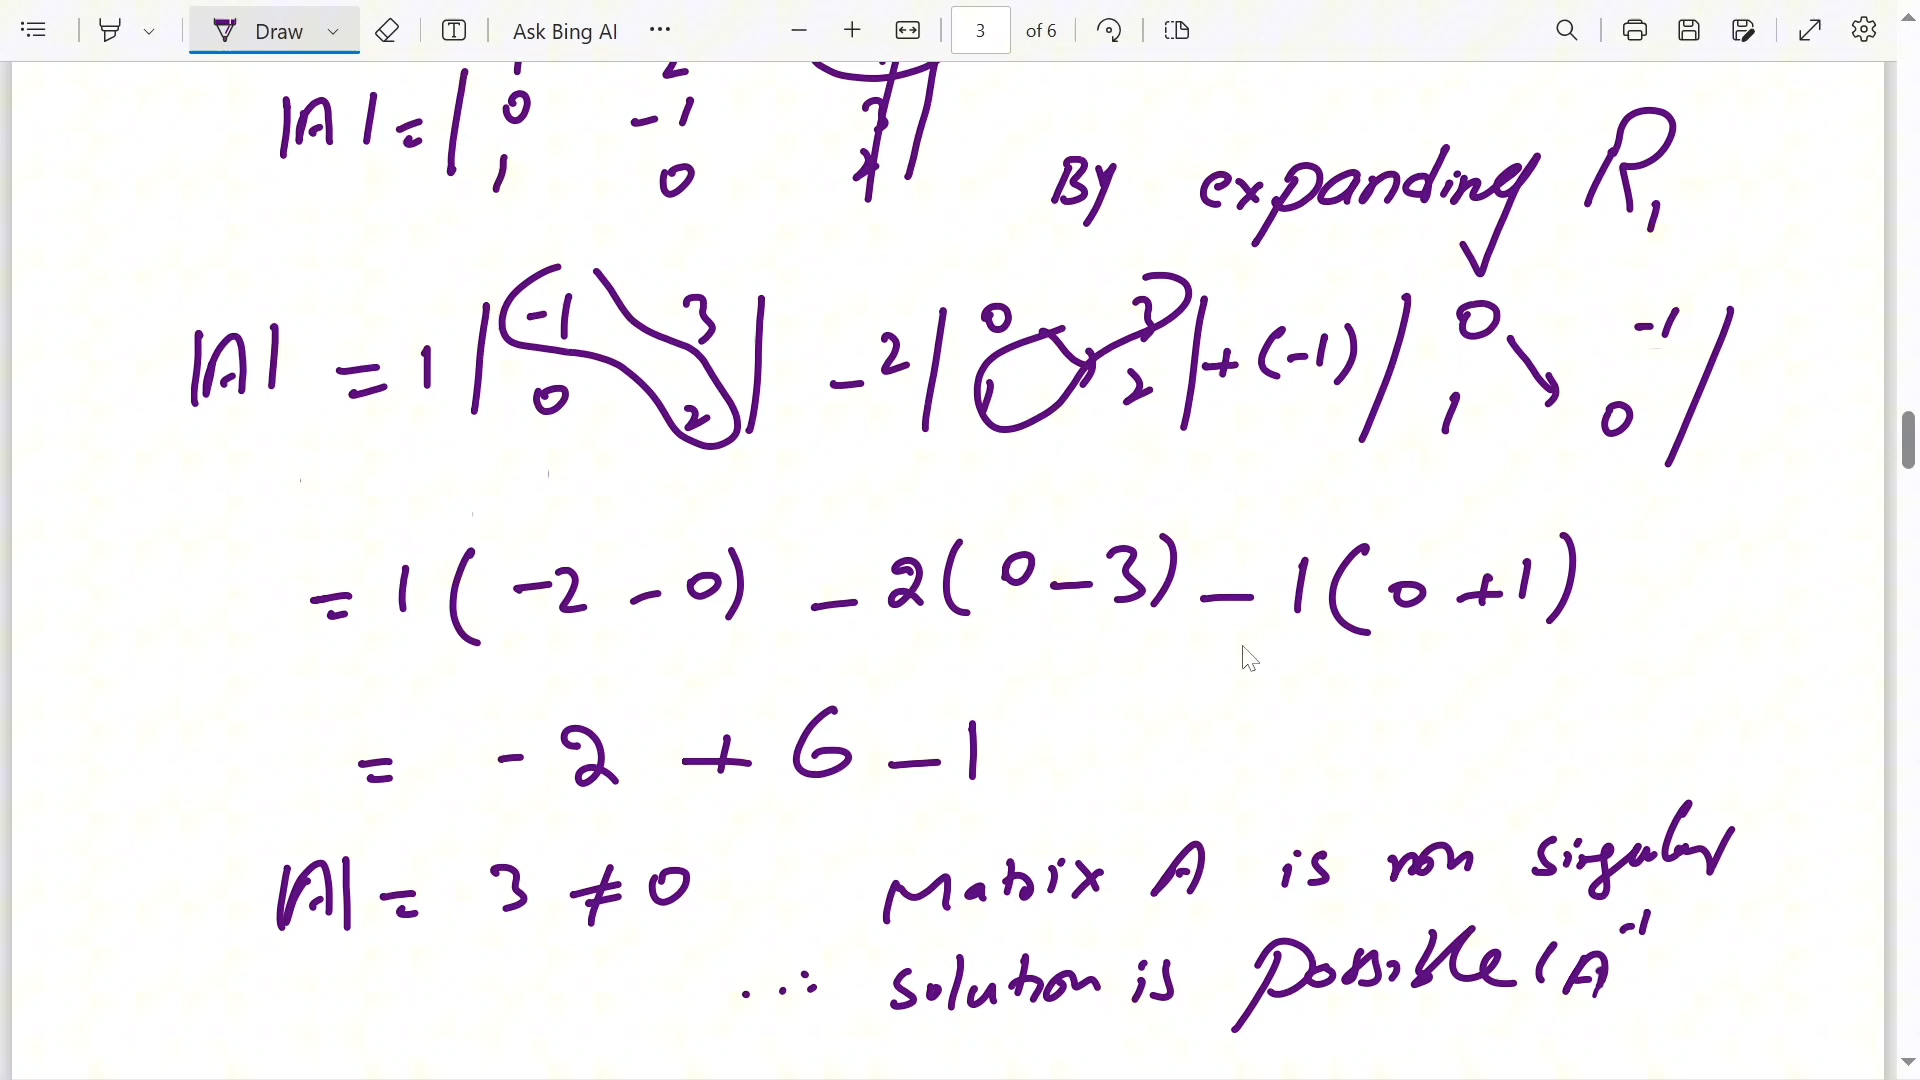 Draw Ask Bing AI 3 of 6
1 2
|A| = | 0 -1 3 |
1 0 2
By expanding R₁
|A| = 1 | -1 3 | - 2 | 0 3 | + (-1) | 0 -1 |
0 2 1 2 1 0
= 1 ( -2 - 0 ) - 2 ( 0 - 3 ) - 1 ( 0 + 1 )
= - 2 + 6 - 1
|A| = 3 ≠ 0 Matrix A is non singular
∴ solution is possible ( A⁻¹